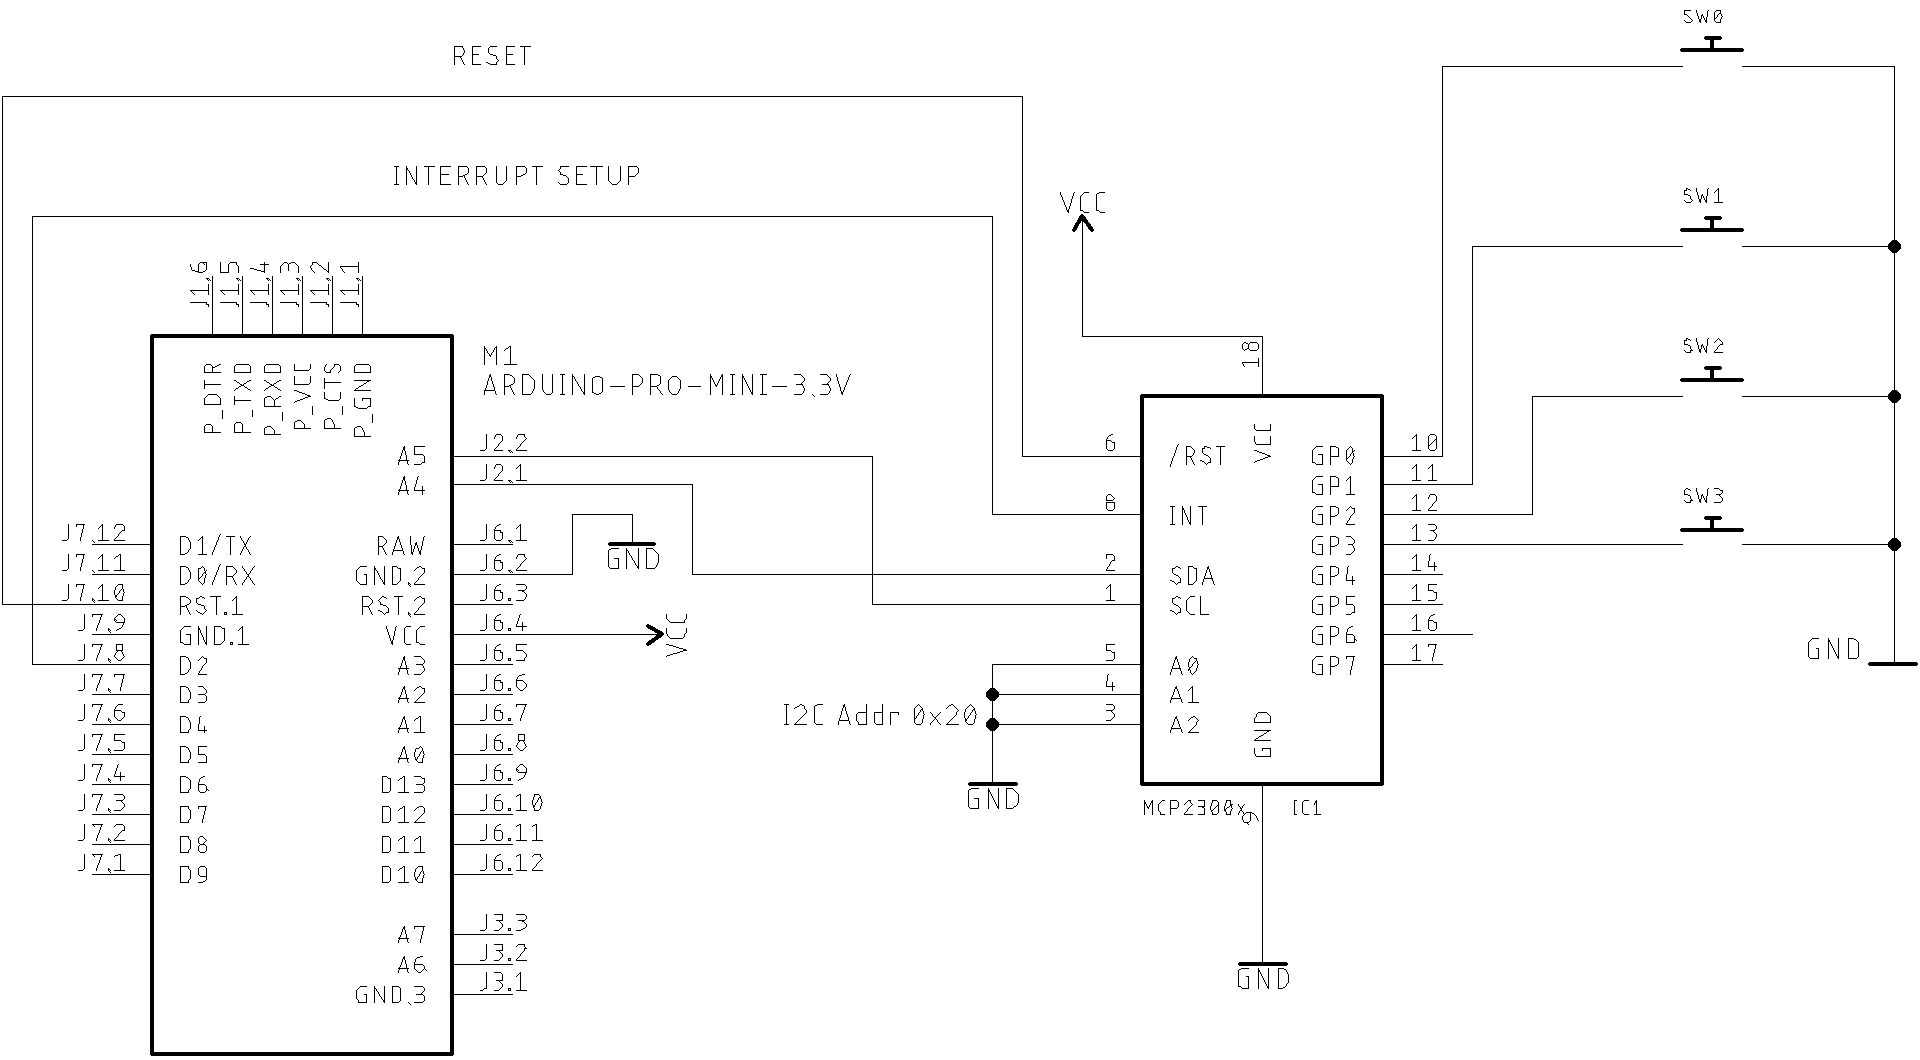 SW0
RESET
INTERRUPT SETUP
SW1
VCC
J1.6
J1.5
J1.4
J1.3
J1.2
J1.1
P_DTR
P_TXD
P_RXD
P_VCC
P_CTS
P_GND
M1
ARDUINO-PRO-MINI-3.3V
SW2
SW3
A5 J2.2
A4 J2.1
J7.12 D1/TX
J7.11 D0/RX
J7.10 RST.1
J7.9 GND.1
J7.8 D2
J7.7 D3
J7.6 D4
J7.5 D5
J7.4 D6
J7.3 D7
J7.2 D8
J7.1 D9
RAW J6.1
GND.2 J6.2
RST.2 J6.3
VCC J6.4
A3 J6.5
A2 J6.6
A1 J6.7
A0 J6.8
D13 J6.9
D12 J6.10
D11 J6.11
D10 J6.12
A7 J3.3
A6 J3.2
GND.3 J3.1
GND
VCC
18
VCC
6 /RST
8 INT
2 SDA
1 SCL
5 A0
4 A1
3 A2
GP0 10
GP1 11
GP2 12
GP3 13
GP4 14
GP5 15
GP6 16
GP7 17
GND
I2C Addr 0x20
GND
GND
MCP2300x
9
IC1
GND